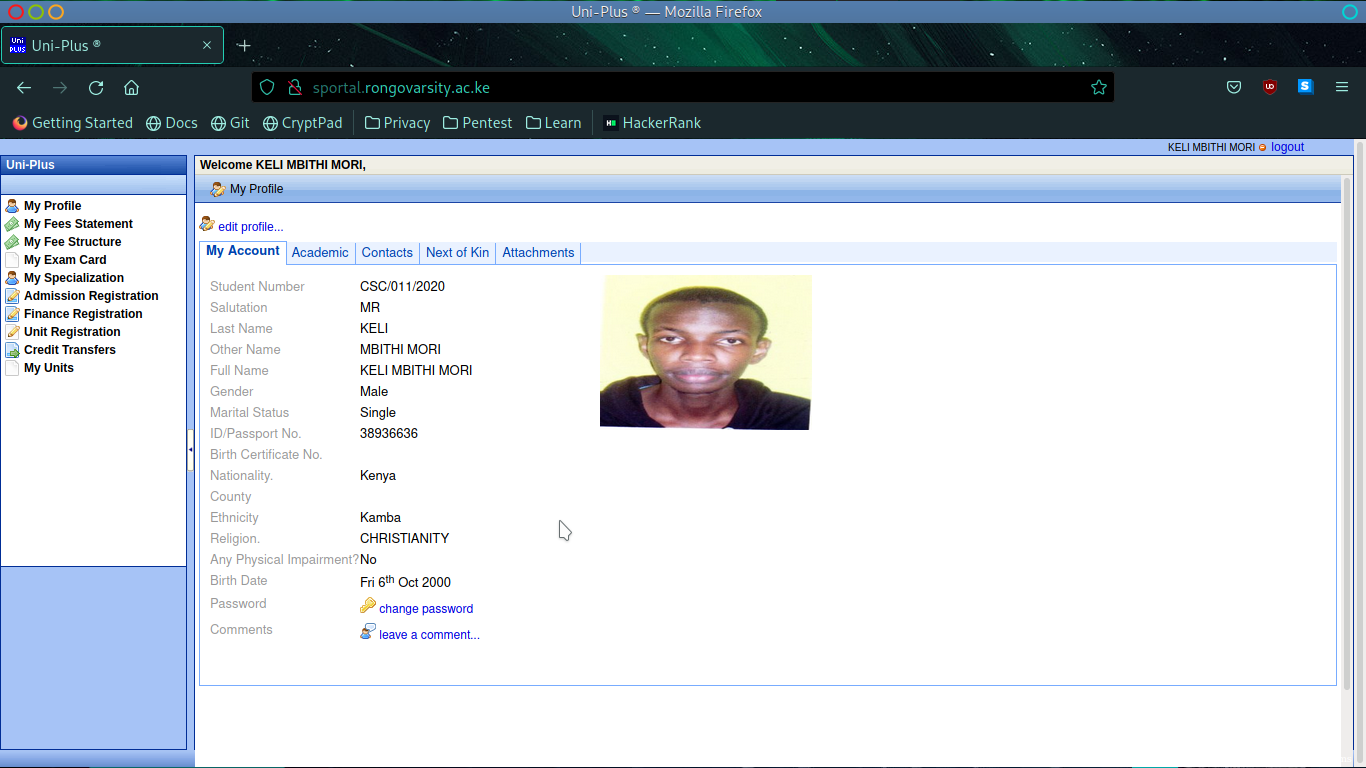 Uni-Plus ® — Mozilla Firefox
Uni PLUS Uni-Plus ® × +
sportal.rongovarsity.ac.ke
Getting Started Docs Git CryptPad Privacy Pentest Learn HackerRank
KELI MBITHI MORI logout
Uni-Plus
My Profile
My Fees Statement
My Fee Structure
My Exam Card
My Specialization
Admission Registration
Finance Registration
Unit Registration
Credit Transfers
My Units
Welcome KELI MBITHI MORI,
My Profile
edit profile...
My Account Academic Contacts Next of Kin Attachments
Student Number CSC/011/2020
Salutation MR
Last Name KELI
Other Name MBITHI MORI
Full Name KELI MBITHI MORI
Gender Male
Marital Status Single
ID/Passport No. 38936636
Birth Certificate No.
Nationality. Kenya
County
Ethnicity Kamba
Religion. CHRISTIANITY
Any Physical Impairment? No
Birth Date Fri 6th Oct 2000
Password change password
Comments leave a comment...